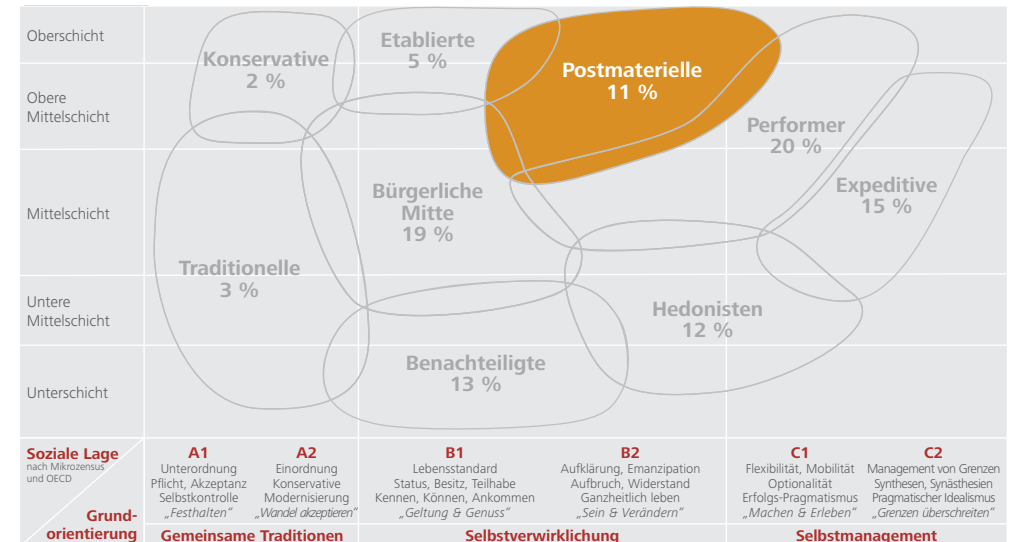 Oberschicht
Obere
Mittelschicht
Mittelschicht
Untere
Mittelschicht
Unterschicht
Konservative
2 %
Etablierte
5 %
Postmaterielle
11 %
Performer
20 %
Expeditive
15 %
Bürgerliche
Mitte
19 %
Traditionelle
3 %
Hedonisten
12 %
Benachteiligte
13 %
Soziale Lage
nach Mikrozensus
und OECD
Grund-
orientierung
A1
Unterordnung
Pflicht, Akzeptanz
Selbstkontrolle
„Festhalten“
A2
Einordnung
Konservative
Modernisierung
„Wandel akzeptieren“
B1
Lebensstandard
Status, Besitz, Teilhabe
Kennen, Können, Ankommen
„Geltung & Genuss“
B2
Aufklärung, Emanzipation
Aufbruch, Widerstand
Ganzheitlich leben
„Sein & Verändern“
C1
Flexibilität, Mobilität
Optionalität
Erfolgs-Pragmatismus
„Machen & Erleben“
C2
Management von Grenzen
Synthesen, Synästhesien
Pragmatischer Idealismus
„Grenzen überschreiten“
Gemeinsame Traditionen
Selbstverwirklichung
Selbstmanagement